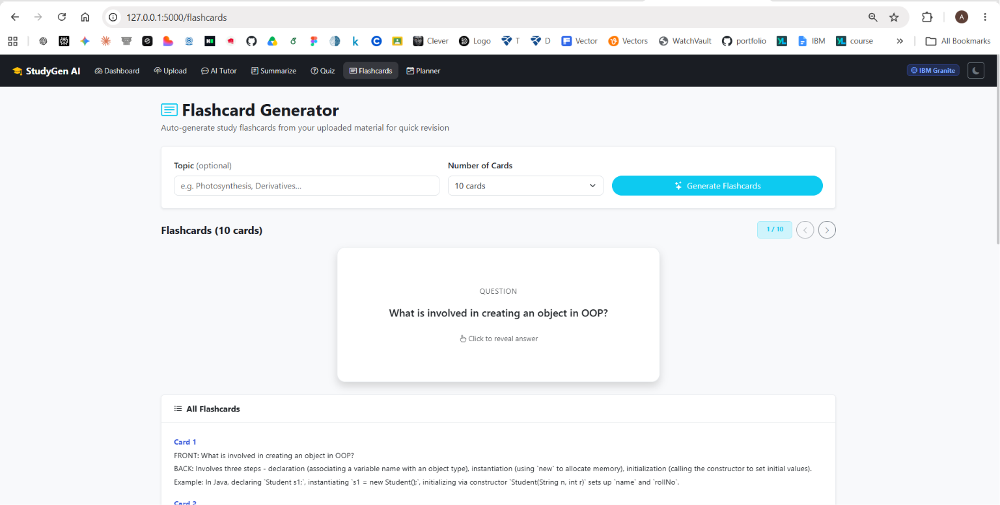 127.0.0.1:5000/flashcards
A
Clever
Logo
T
D
Vector
Vectors
WatchVault
portfolio
IBM
course
All Bookmarks
StudyGen AI
Dashboard
Upload
AI Tutor
Summarize
Quiz
Flashcards
Planner
IBM Granite
Flashcard Generator
Auto-generate study flashcards from your uploaded material for quick revision
Topic (optional)
Number of Cards
e.g. Photosynthesis, Derivatives...
10 cards
Generate Flashcards
Flashcards (10 cards)
1 / 10
QUESTION
What is involved in creating an object in OOP?
Click to reveal answer
All Flashcards
Card 1
FRONT: What is involved in creating an object in OOP?
BACK: Involves three steps - declaration (associating a variable name with an object type), instantiation (using `new` to allocate memory), initialization (calling the constructor to set initial values).
Example: In Java, declaring `Student s1;`, instantiating `s1 = new Student();`, initializing via constructor `Student(String n, int r)` sets up `name` and `rollNo`.
Card 2